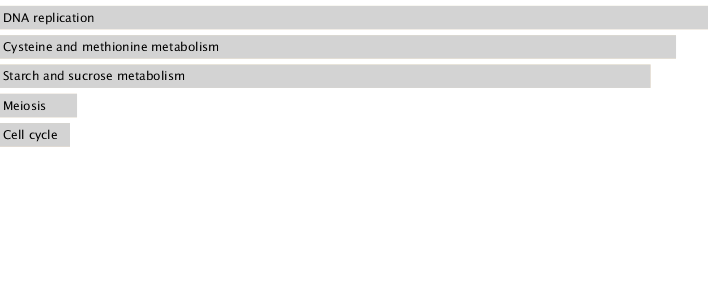 DNA replication
Cysteine and methionine metabolism
Starch and sucrose metabolism
Meiosis
Cell cycle